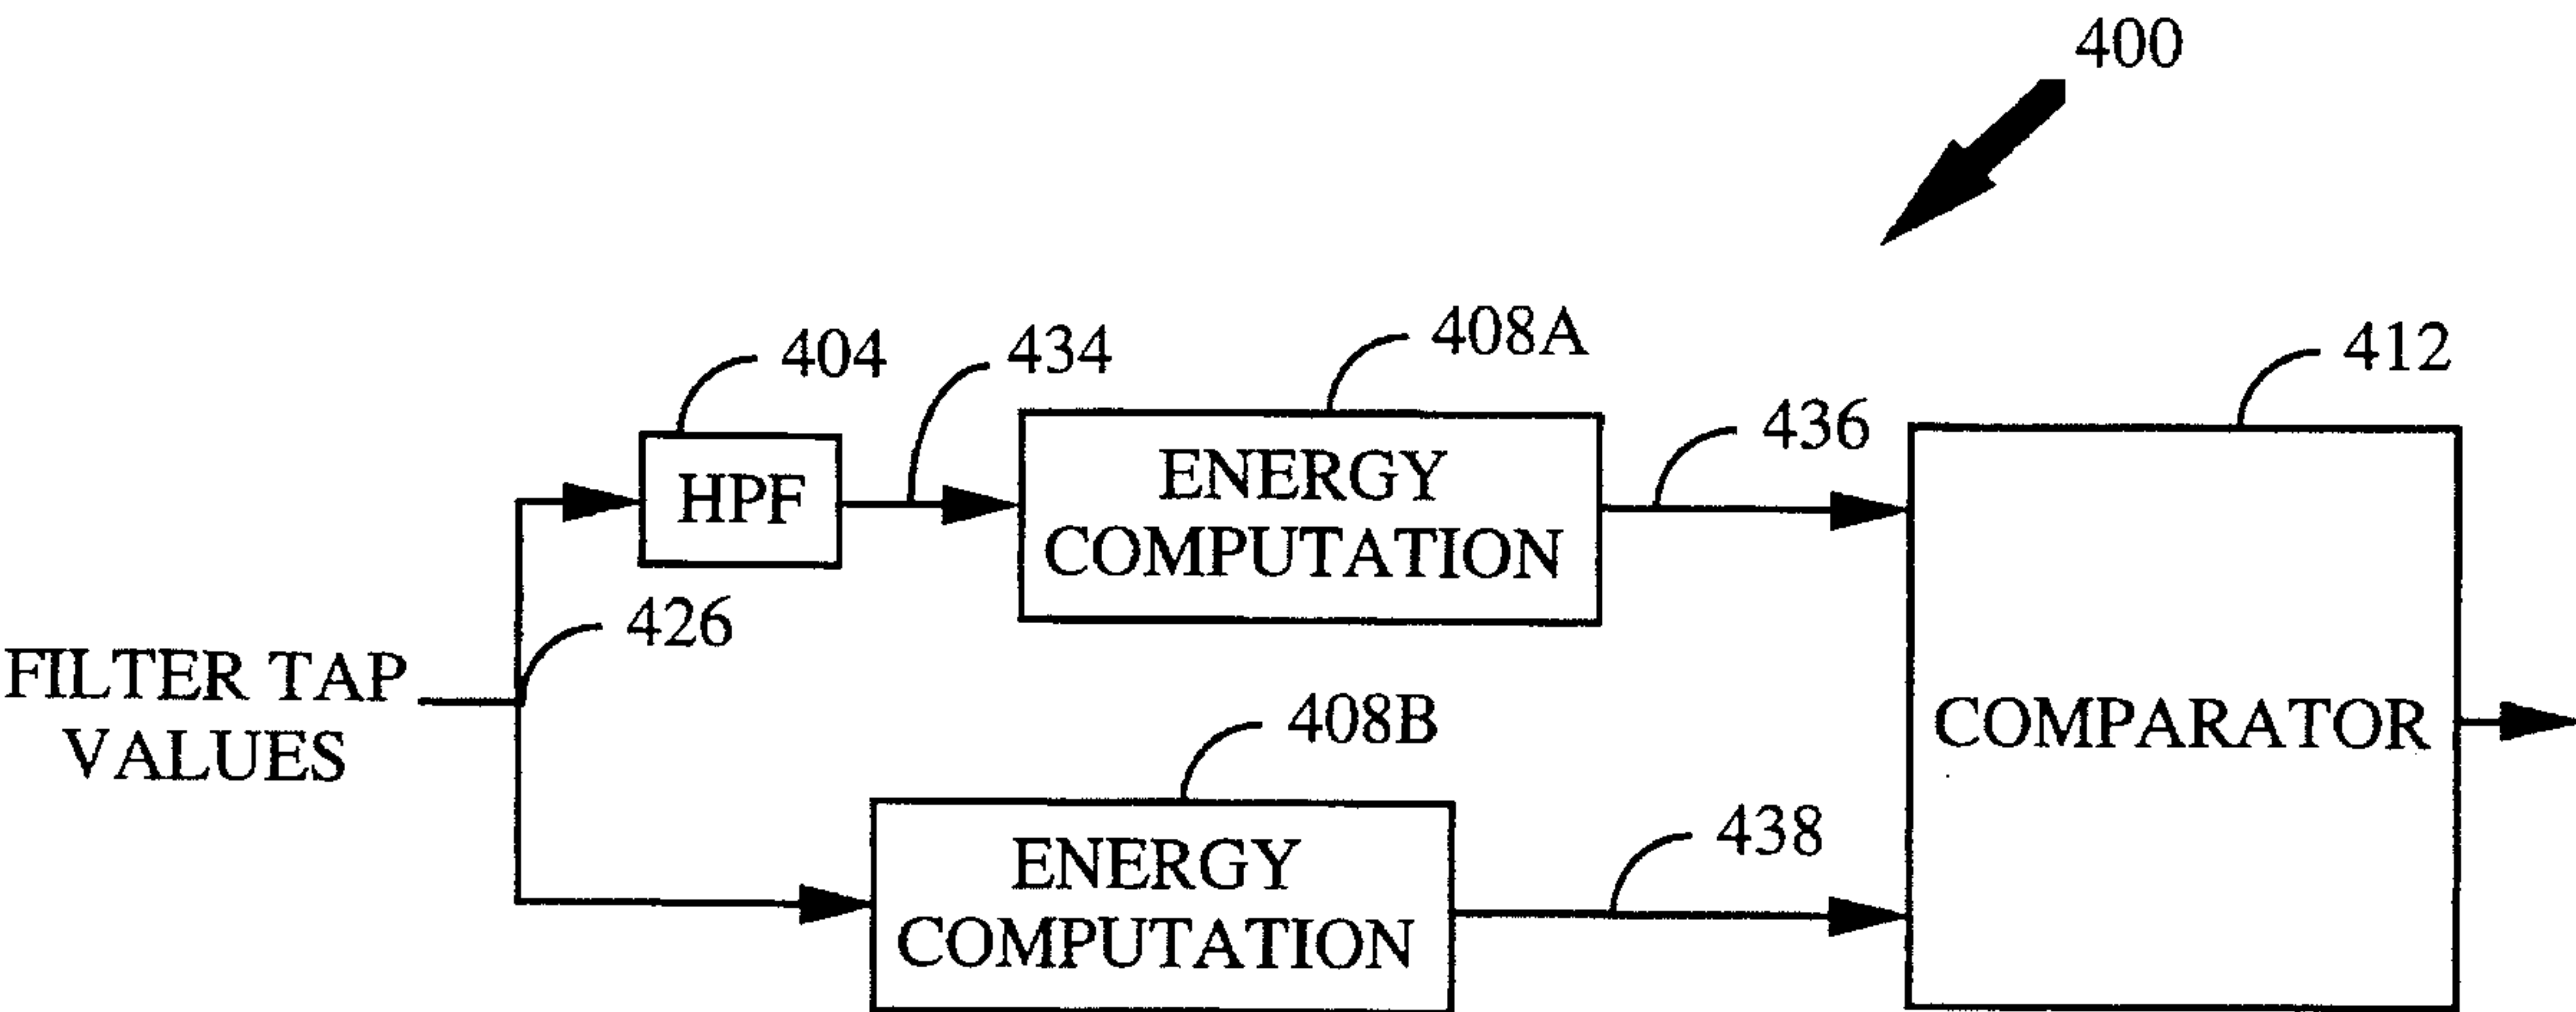 400
404
434
408A
436
412
HPF
ENERGY
COMPUTATION
426
FILTER TAP
VALUES
408B
COMPARATOR
438
ENERGY
COMPUTATION